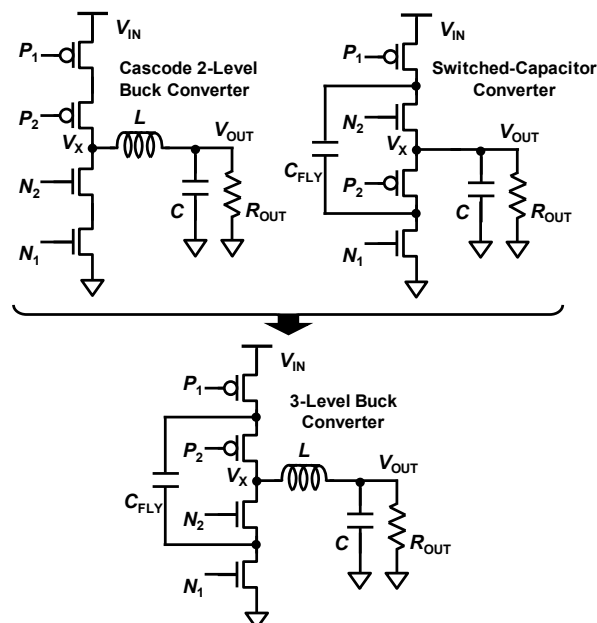 VIN
P1
Cascode 2-Level
Buck Converter
P2
L
VOUT
VX
N2
C
ROUT
N1
VIN
P1
Switched-Capacitor
Converter
N2
VOUT
VX
CFLY
P2
C
ROUT
N1
VIN
P1
3-Level Buck
Converter
P2
L
VOUT
VX
CFLY
N2
C
ROUT
N1